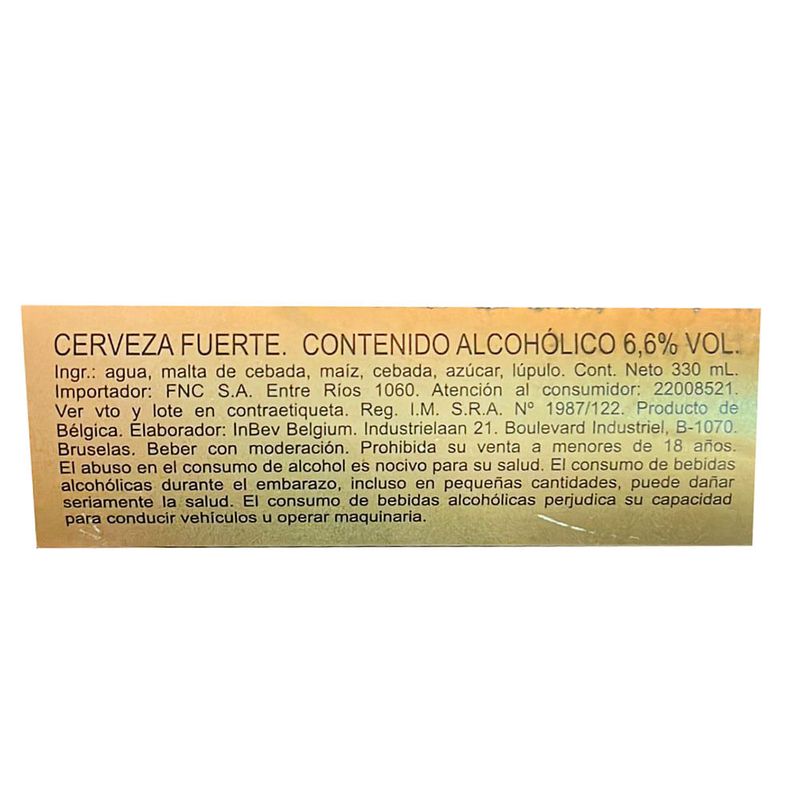 CERVEZA FUERTE. CONTENIDO ALCOHÓLICO 6,6% VOL.
Ingr.: agua, malta de cebada, maíz, cebada, azúcar, lúpulo. Cont. Neto 330 mL.
Importador: FNC S.A. Entre Ríos 1060. Atención al consumidor: 22008521.
Ver vto y lote en contraetiqueta. Reg. I.M. S.R.A. Nº 1987/122. Producto de
Bélgica. Elaborador: InBev Belgium. Industrielaan 21. Boulevard Industriel, B-1070.
Bruselas. Beber con moderación. Prohibida su venta a menores de 18 años.
El abuso en el consumo de alcohol es nocivo para su salud. El consumo de bebidas
alcohólicas durante el embarazo, incluso en pequeñas cantidades, puede dañar
seriamente la salud. El consumo de bebidas alcohólicas perjudica su capacidad
para conducir vehículos u operar maquinaria.